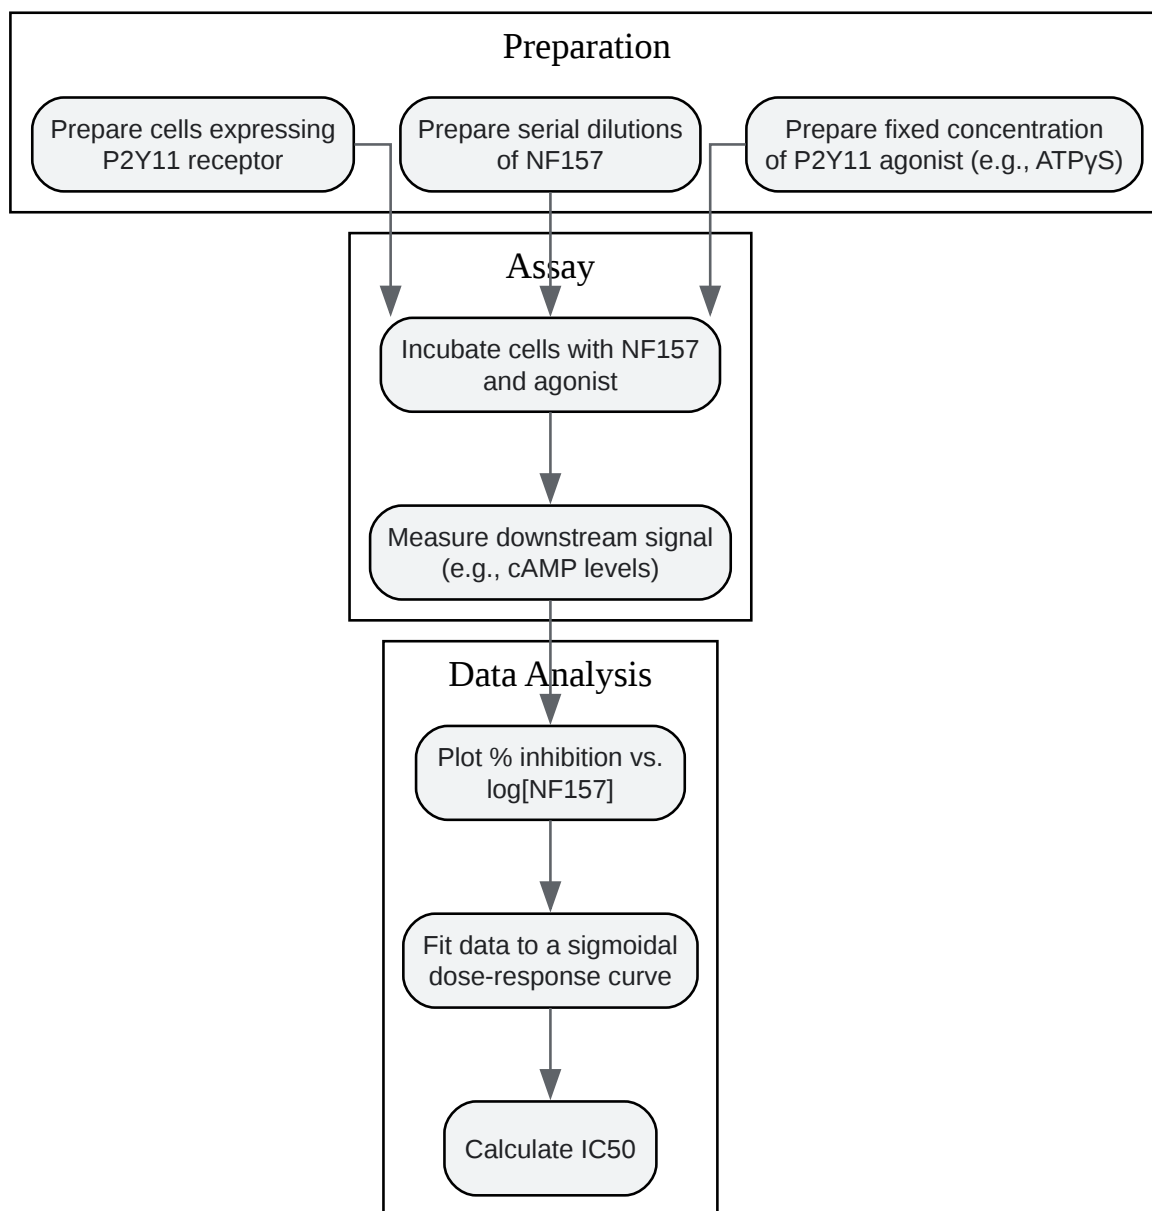 Preparation
Prepare cells expressing
P2Y11 receptor
Prepare serial dilutions
of NF157
Prepare fixed concentration
of P2Y11 agonist (e.g., ATPγS)
Assay
Incubate cells with NF157
and agonist
Measure downstream signal
(e.g., cAMP levels)
Data Analysis
Plot % inhibition vs.
log[NF157]
Fit data to a sigmoidal
dose-response curve
Calculate IC50